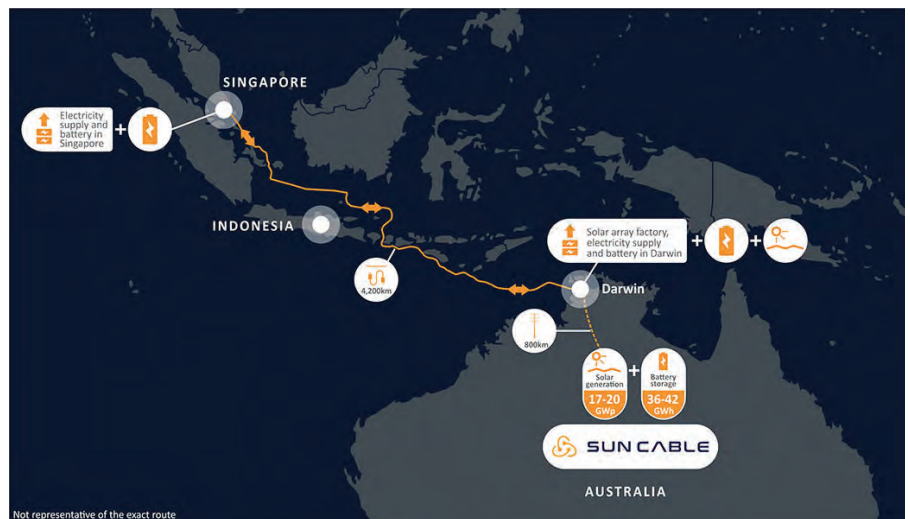 SINGAPORE
Electricity
supply and
battery in
Singapore
+
INDONESIA
4,200km
Solar array factory,
electricity supply
and battery in Darwin
+
+
Darwin
800km
Solar
generation
17-20
GWp
+
Battery
storage
36-42
GWh
SUN CABLE
AUSTRALIA
Not representative of the exact route